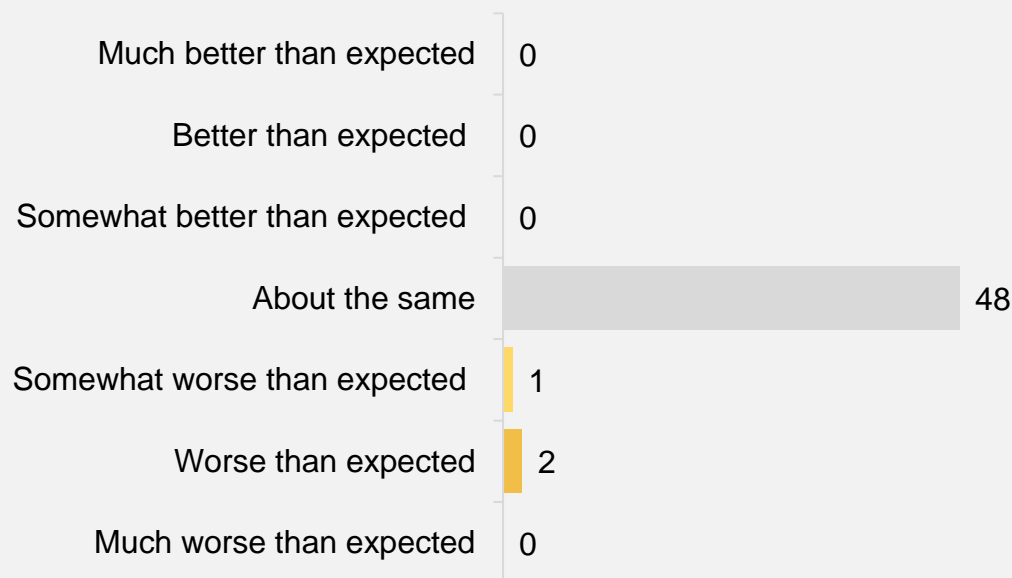 Much better than expected 0
Better than expected 0
Somewhat better than expected 0
About the same 48
Somewhat worse than expected 1
Worse than expected 2
Much worse than expected 0